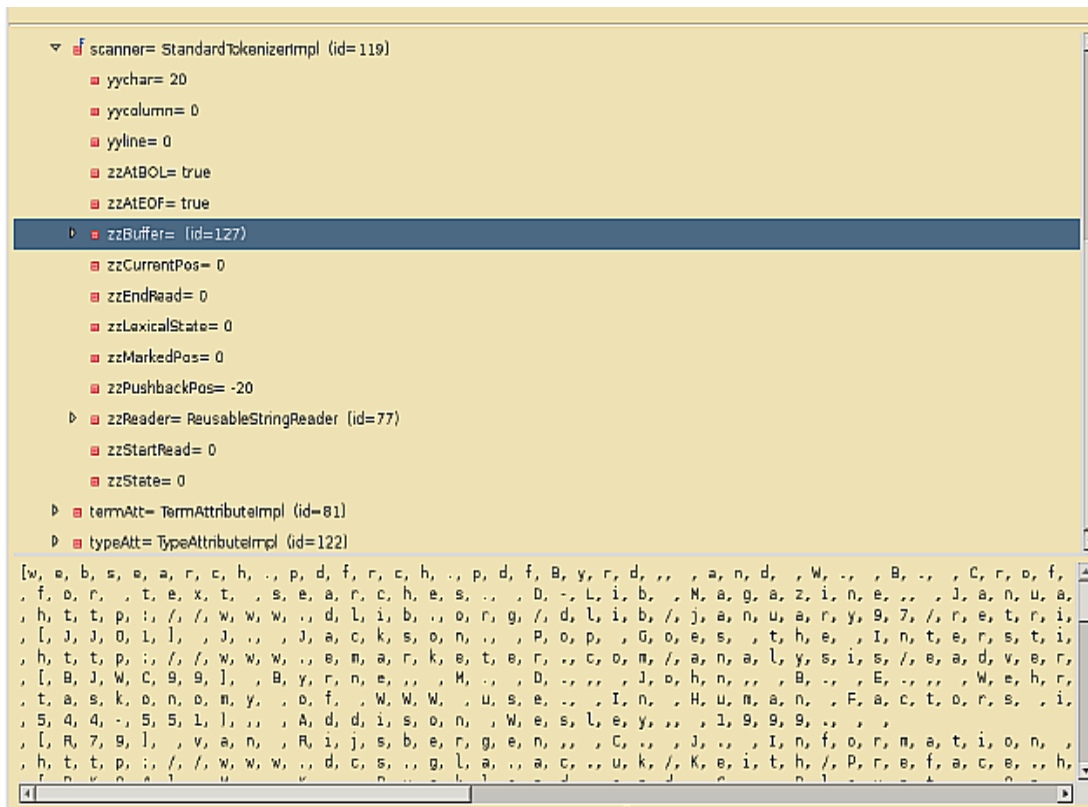 scanner= StandardTokenizerImpl (id=119)
yychar= 20
yycolumn= 0
yyline= 0
zzAtBOL= true
zzAtEOF= true
zzBuffer= (id=127)
zzCurrentPos= 0
zzEndRead= 0
zzLexicalState= 0
zzMarkedPos= 0
zzPushbackPos= -20
zzReader= ReusableStringReader (id=77)
zzStartRead= 0
zzState= 0
termAtt= TermAttributeImpl (id=81)
typeAtt= TypeAttributeImpl (id=122)
[w, e, b, s, e, a, r, c, h, ., p, d, f, r, c, h, ., p, d, f, B, y, r, d, ,, , a, n, d, , W, ., , B, ., , C, r, o, f,
, f, o, r, , t, e, x, t, , s, e, a, r, c, h, e, s, ., , D, -, L, i, b, , M, a, g, a, z, i, n, e, ,, , J, a, n, u, a,
, h, t, t, p, :, /, /, w, w, w, ., d, l, i, b, ., o, r, g, /, d, l, i, b, /, j, a, n, u, a, r, y, 9, 7, /, r, e, t, r, i,
, [, J, J, 0, 1, ], , J, ., , J, a, c, k, s, o, n, ., , P, o, p, , G, o, e, s, , t, h, e, , I, n, t, e, r, s, t, i,
, h, t, t, p, :, /, /, w, w, w, ., e, m, a, r, k, e, t, e, r, ., c, o, m, /, a, n, a, l, y, s, i, s, /, e, a, d, v, e, r,
, [, B, J, W, C, 9, 9, ], , B, y, r, n, e, ,, , M, ., , D, ., ,, , J, o, h, n, ,, , B, ., , E, ., ,, , W, e, h, r,
, t, a, s, k, o, n, o, m, y, , o, f, , W, W, W, , u, s, e, ., , I, n, , H, u, m, a, n, , F, a, c, t, o, r, s, , i,
, 5, 4, 4, -, 5, 5, 1, ), ,, , A, d, d, i, s, o, n, , W, e, s, l, e, y, ,, , 1, 9, 9, 9, ., , ,
, [, R, 7, 9, ], , v, a, n, , R, i, j, s, b, e, r, g, e, n, ,, , C, ., , J, ., , I, n, f, o, r, m, a, t, i, o, n, ,
, h, t, t, p, :, /, /, w, w, w, ., d, c, s, ., g, l, a, ., a, c, ., u, k, /, K, e, i, t, h, /, P, r, e, f, a, c, e, ., h,